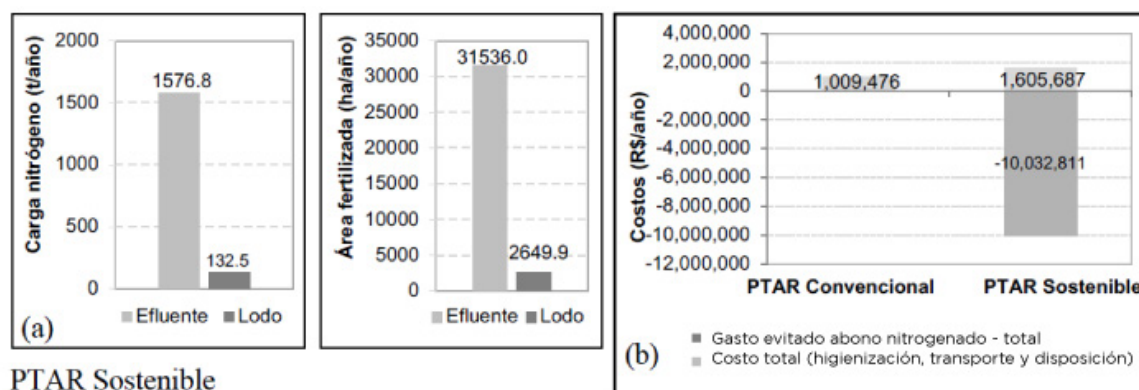 Carga nitrógeno (t/año)
2000
1500
1000
500
0
1576.8
132.5
Efluente Lodo
(a)
Área fertilizada (ha/año)
35000
30000
25000
20000
15000
10000
5000
0
31536.0
2649.9
Efluente Lodo
PTAR Sostenible
Costos (R$/año)
4,000,000
2,000,000
0
-2,000,000
-4,000,000
-6,000,000
-8,000,000
-10,000,000
-12,000,000
1,009,476
1,605,687
-10,032,811
PTAR Convencional PTAR Sostenible
Gasto evitado abono nitrogenado - total
Costo total (higienización, transporte y disposición)
(b)